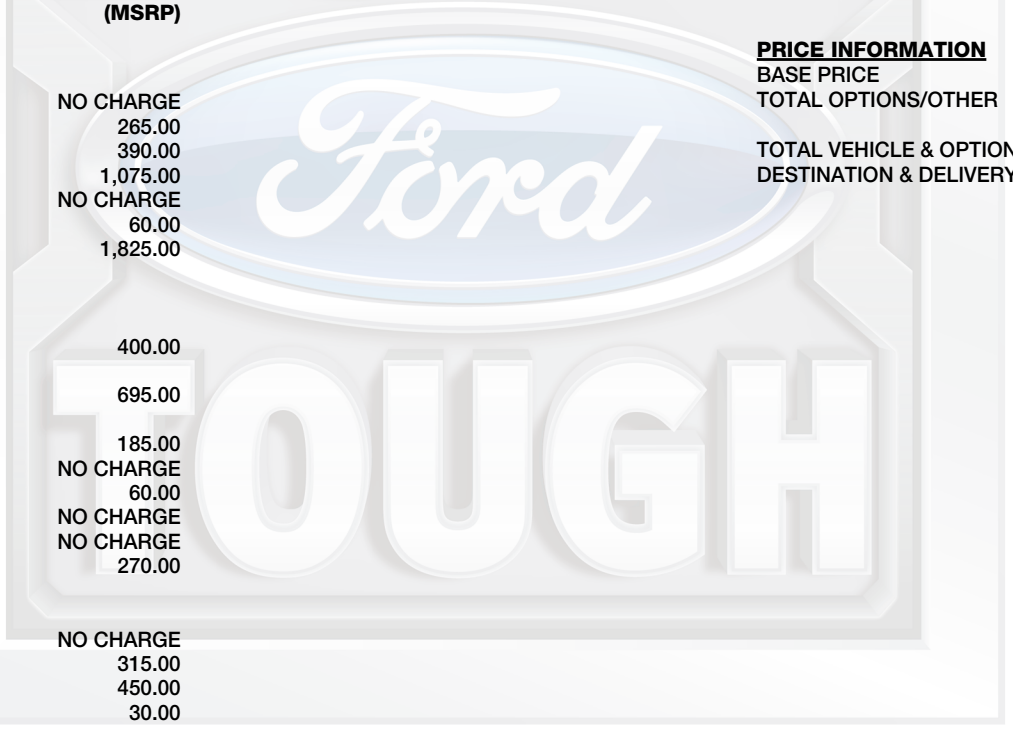 (MSRP)
NO CHARGE
265.00
390.00
1,075.00
NO CHARGE
60.00
1,825.00
400.00
695.00
185.00
NO CHARGE
60.00
NO CHARGE
NO CHARGE
270.00
NO CHARGE
315.00
450.00
30.00
PRICE INFORMATION
BASE PRICE
TOTAL OPTIONS/OTHER
TOTAL VEHICLE & OPTION
DESTINATION & DELIVERY
Ford
TOUGH